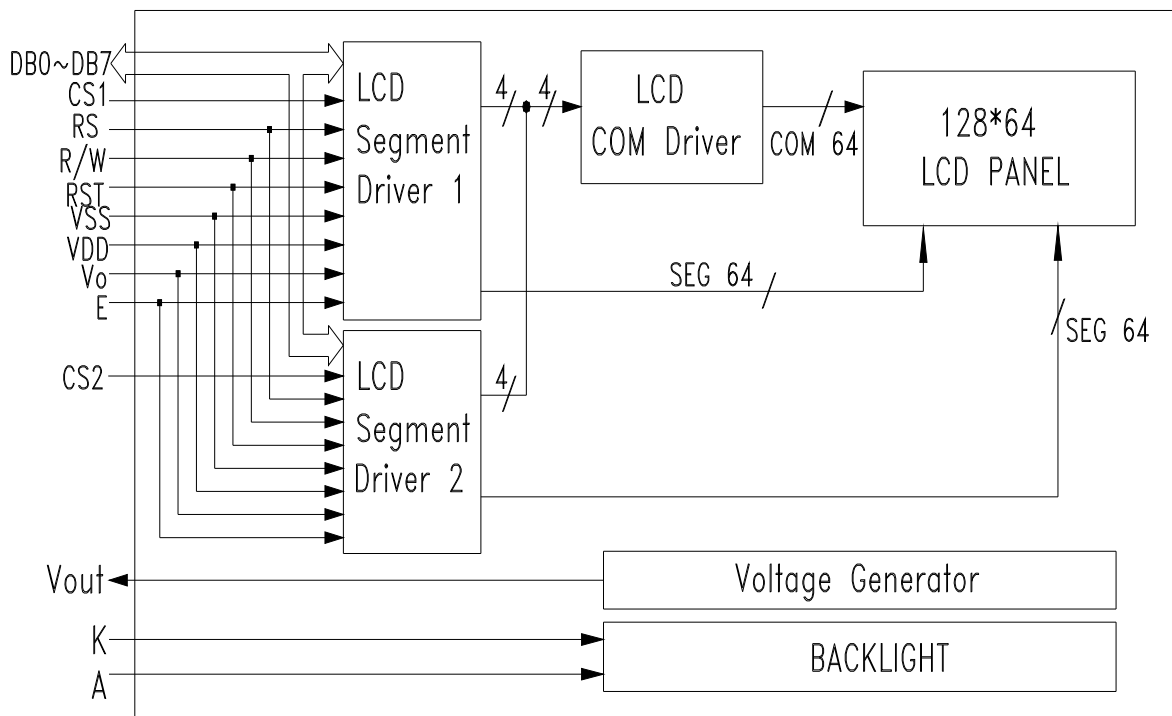 DB0~DB7
CS1
RS
R/W
RST
VSS
VDD
Vo
E
CS2
LCD
Segment
Driver 1
LCD
Segment
Driver 2
4
4
4
LCD
COM Driver
COM 64
128*64
LCD PANEL
SEG 64
SEG 64
Vout
Voltage Generator
K
A
BACKLIGHT